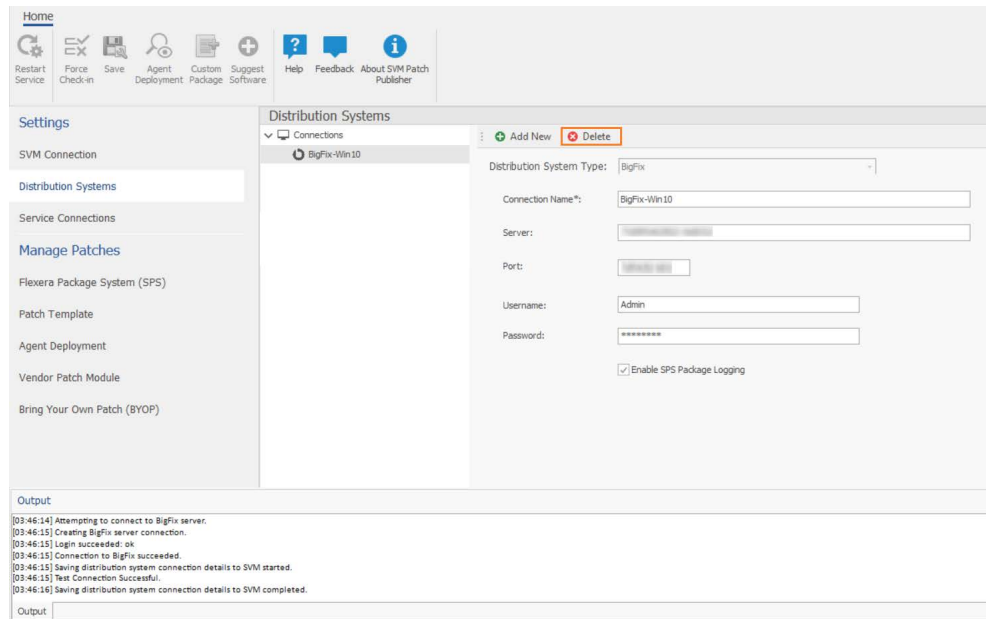 Home
Restart Service
Force Check-in
Save
Agent Deployment
Custom Package
Suggest Software
Help
Feedback
About SVM Patch Publisher
Settings
SVM Connection
Distribution Systems
Service Connections
Manage Patches
Flexera Package System (SPS)
Patch Template
Agent Deployment
Vendor Patch Module
Bring Your Own Patch (BYOP)
Distribution Systems
Connections
BigFix-Win10
Add New
Delete
Distribution System Type: BigFix
Connection Name*: BigFix-Win10
Server:
Port:
Username: Admin
Password: ********
Enable SPS Package Logging
Output
[03:46:14] Attempting to connect to BigFix server.
[03:46:15] Creating BigFix server connection.
[03:46:15] Login succeeded: ok
[03:46:15] Connection to BigFix succeeded.
[03:46:15] Saving distribution system connection details to SVM started.
[03:46:15] Test Connection Successful.
[03:46:16] Saving distribution system connection details to SVM completed.
Output